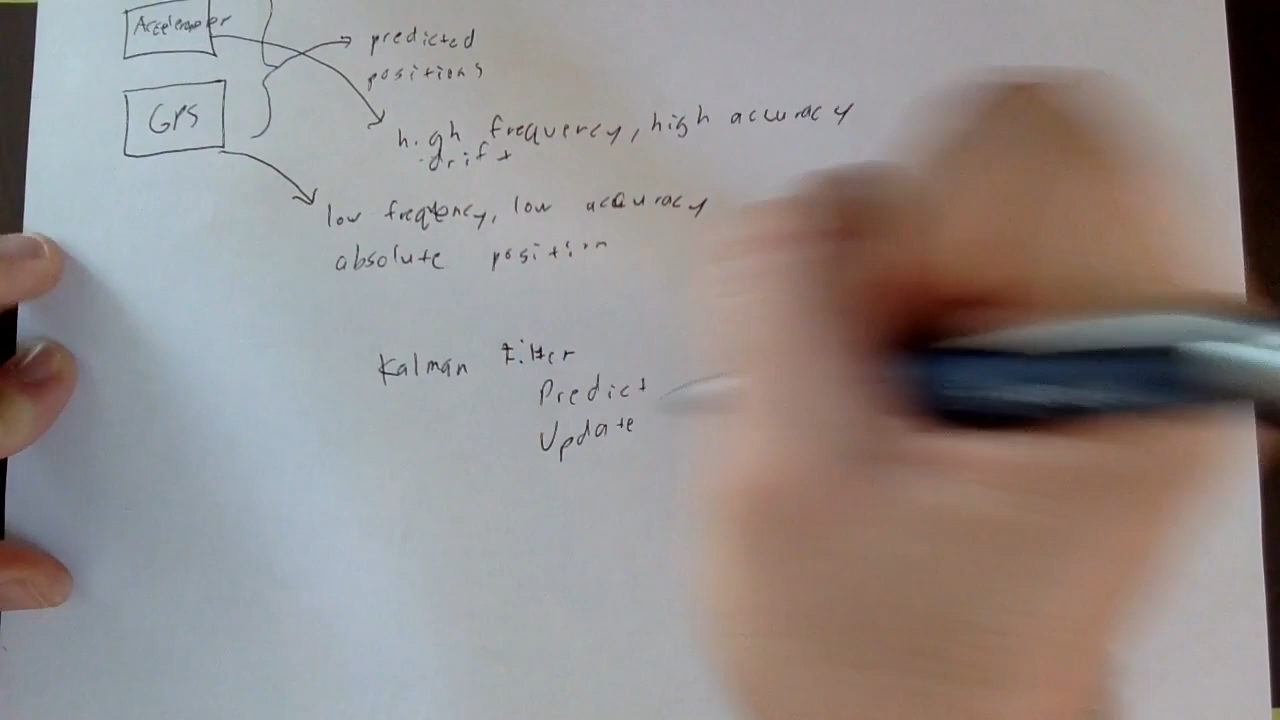 Accelerometer
GPS
predicted
positions
high frequency, high accuracy
drift
low frequency, low accuracy
absolute position
Kalman Filter
Predict
Update